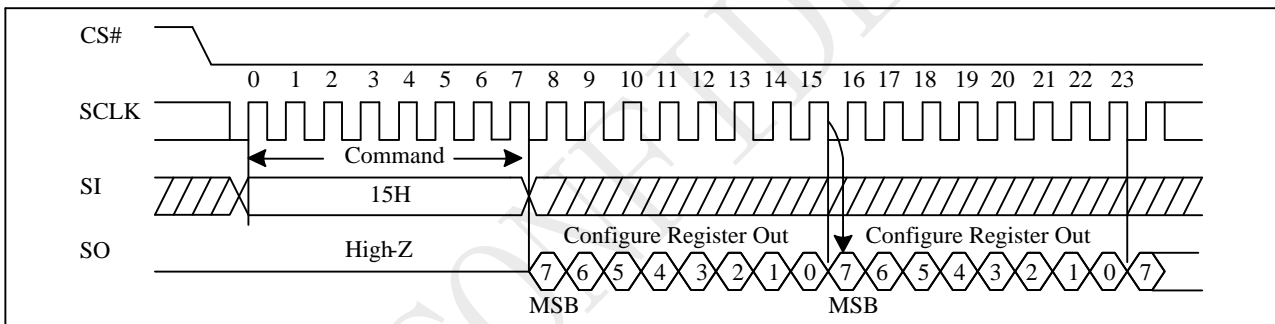 CS#
0 1 2 3 4 5 6 7 8 9 10 11 12 13 14 15 16 17 18 19 20 21 22 23
SCLK
Command
SI
15H
SO
High-Z
Configure Register Out
Configure Register Out
7 6 5 4 3 2 1 0 7 6 5 4 3 2 1 0 7
MSB
MSB